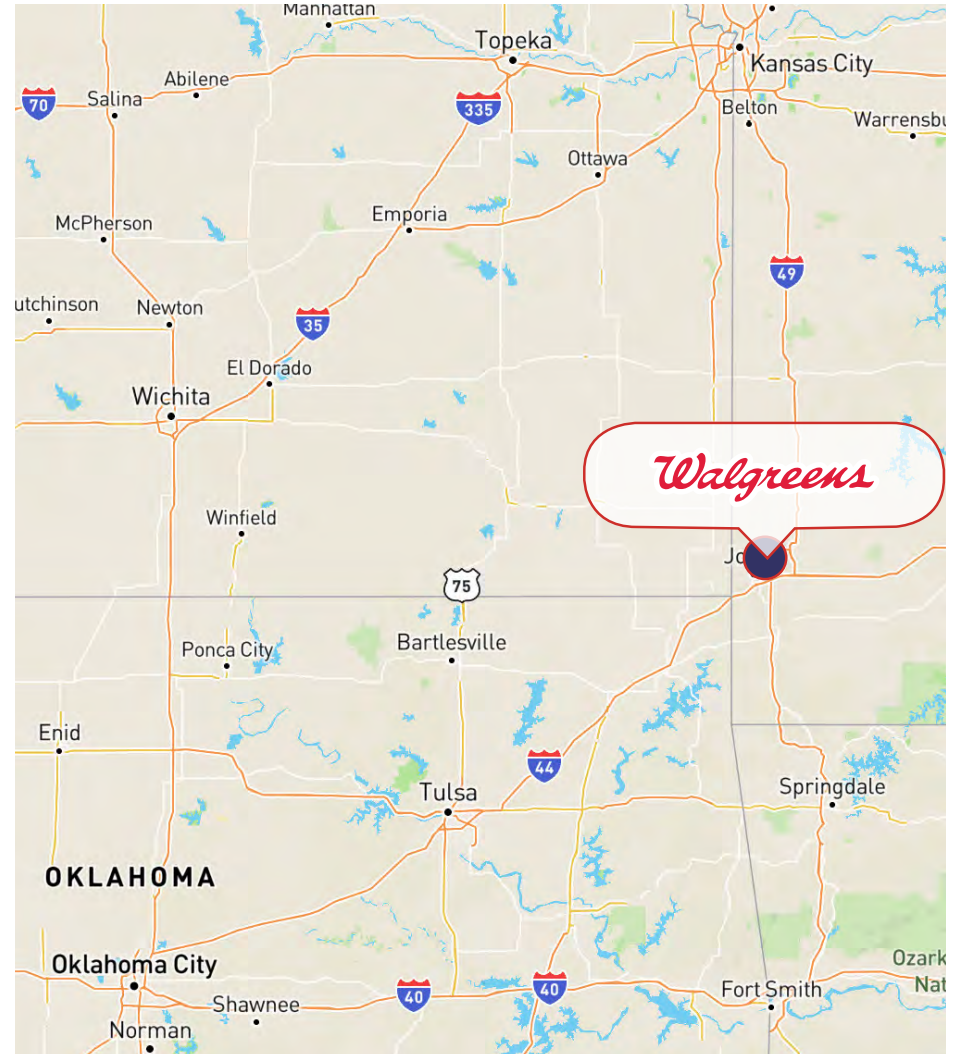 Manhattan
Topeka
Kansas City
Abilene
70
Salina
335
Belton
Warrensbu
Ottawa
McPherson
Emporia
49
utchinson
Newton
35
El Dorado
Wichita
Walgreens
Winfield
Jo
75
Ponca City
Bartlesville
Enid
44
Tulsa
Springdale
OKLAHOMA
Oklahoma City
Ozark
Nat
40
40
Fort Smith
Shawnee
Norman